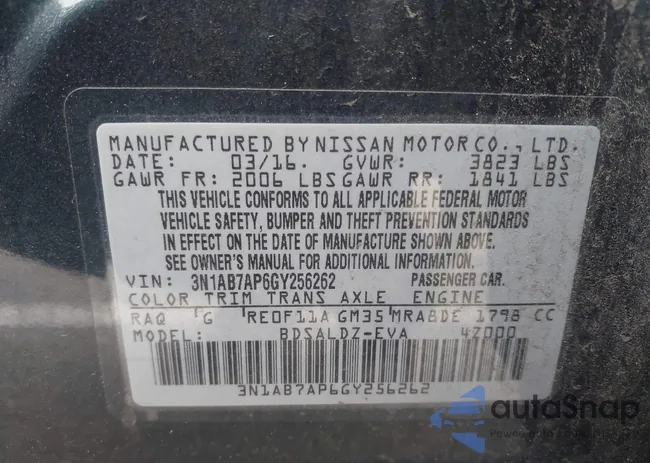 MANUFACTURED BY NISSAN MOTOR CO., LTD.
DATE: 03/16. GVWR: 3823 LBS
GAWR FR: 2006 LBS GAWR RR: 1841 LBS
THIS VEHICLE CONFORMS TO ALL APPLICABLE FEDERAL MOTOR
VEHICLE SAFETY, BUMPER AND THEFT PREVENTION STANDARDS
IN EFFECT ON THE DATE OF MANUFACTURE SHOWN ABOVE.
SEE OWNER'S MANUAL FOR ADDITIONAL INFORMATION.
VIN: 3N1AB7AP6GY256262 PASSENGER CAR.
COLOR TRIM TRANS AXLE ENGINE
RAQ G RE0F11A GM35 MRA8DE 1798 CC
MODEL: BDSALDZ-EVA 4Z000
3N1AB7AP6GY256262
autoSnap